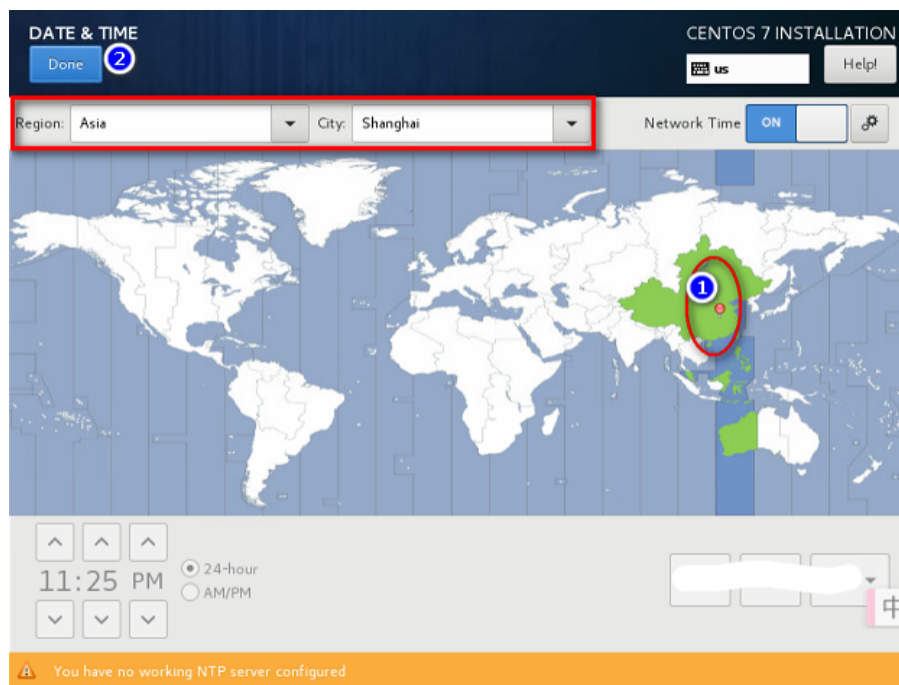 DATE & TIME
CENTOS 7 INSTALLATION
Done
2
us
Help!
Region:
Asia
City:
Shanghai
Network Time
ON
1
11:25 PM
24-hour
AM/PM
中
You have no working NTP server configured